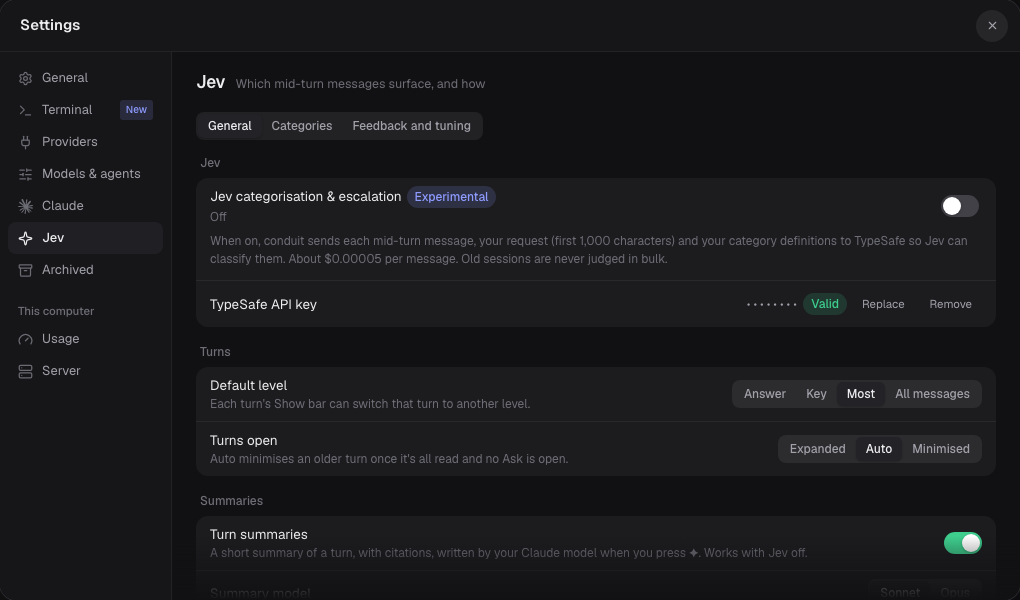 Settings
General
Terminal New
Providers
Models & agents
Claude
Jev
Archived
This computer
Usage
Server
Jev Which mid-turn messages surface, and how
General Categories Feedback and tuning
Jev
Jev categorisation & escalation Experimental
Off
When on, conduit sends each mid-turn message, your request (first 1,000 characters) and your category definitions to TypeSafe so Jev can
classify them. About $0.00005 per message. Old sessions are never judged in bulk.
TypeSafe API key ········ Valid Replace Remove
Turns
Default level
Each turn's Show bar can switch that turn to another level.
Answer Key Most All messages
Turns open
Auto minimises an older turn once it's all read and no Ask is open.
Expanded Auto Minimised
Summaries
Turn summaries
A short summary of a turn, with citations, written by your Claude model when you press ✦. Works with Jev off.
Summary model
Sonnet Opus